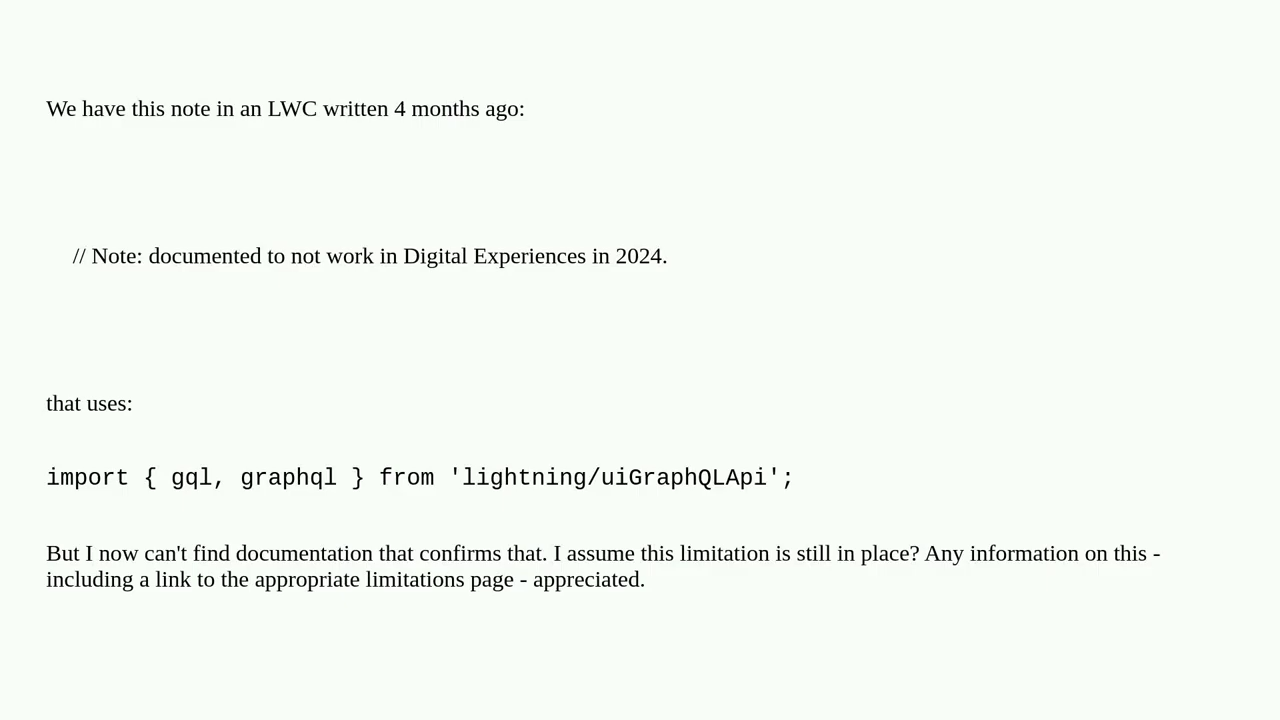 We have this note in an LWC written 4 months ago:
// Note: documented to not work in Digital Experiences in 2024.
that uses:
import { gql, graphql } from 'lightning/uiGraphQLApi';
But I now can't find documentation that confirms that. I assume this limitation is still in place? Any information on this -
including a link to the appropriate limitations page - appreciated.